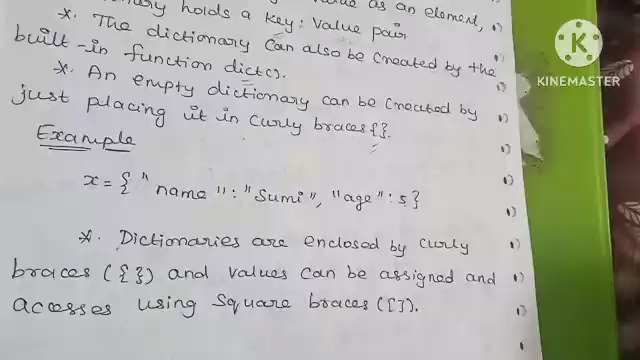 value as an element,
holds a key: value pair
*. The dictionary can also be created by the
built-in function dict().
*. An empty dictionary can be created by
just placing it in curly braces{}.
Example
x={"name":"Sumi","age":5}
*. Dictionaries are enclosed by curly
braces ({}) and values can be assigned and
accesses using square braces ([]).
KINEMASTER